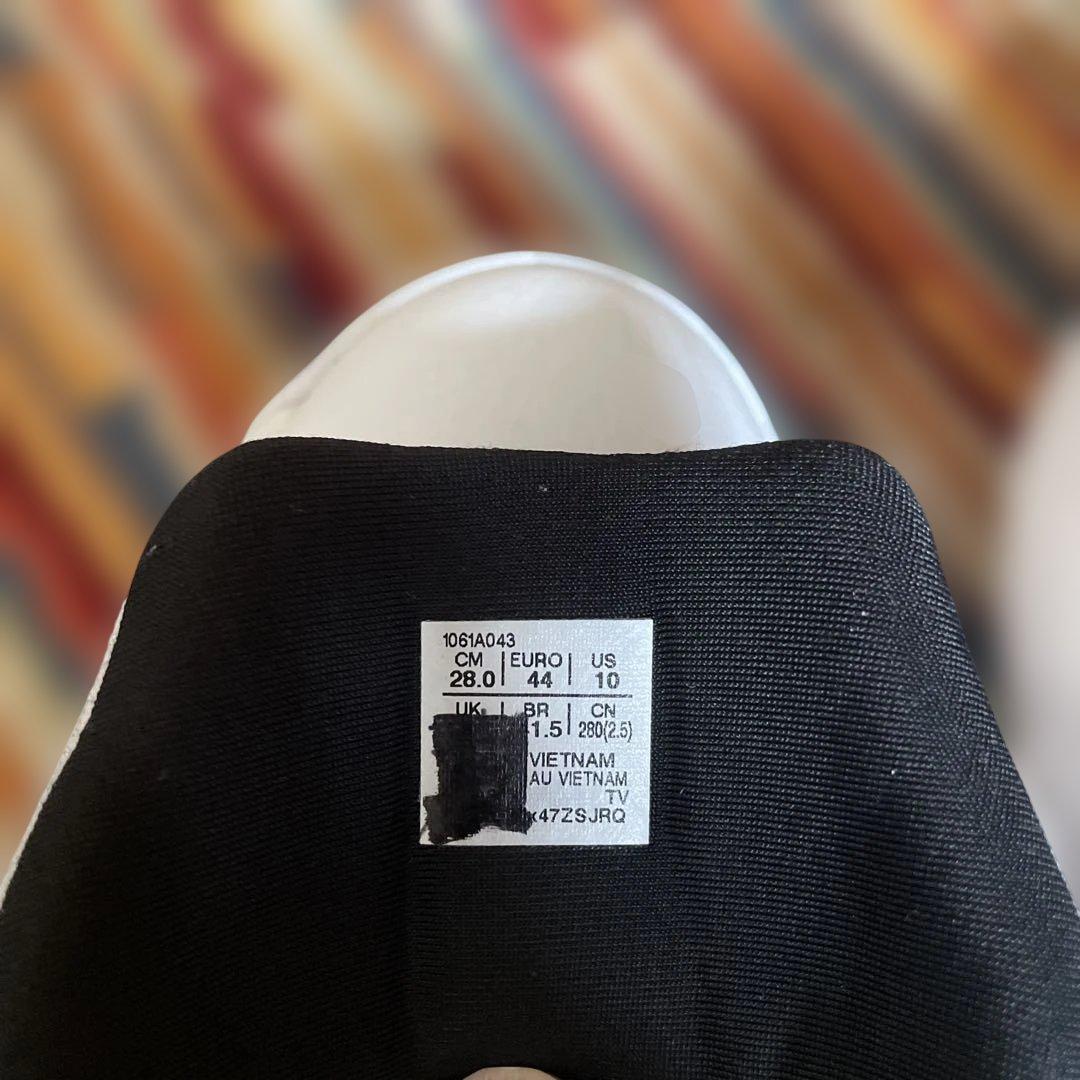 1061A043
CM | EURO | US
28.0 | 44 | 10
UK | BR | CN
1.5 | 280(2.5)
VIETNAM
AU VIETNAM
TV
x47ZSJRQ